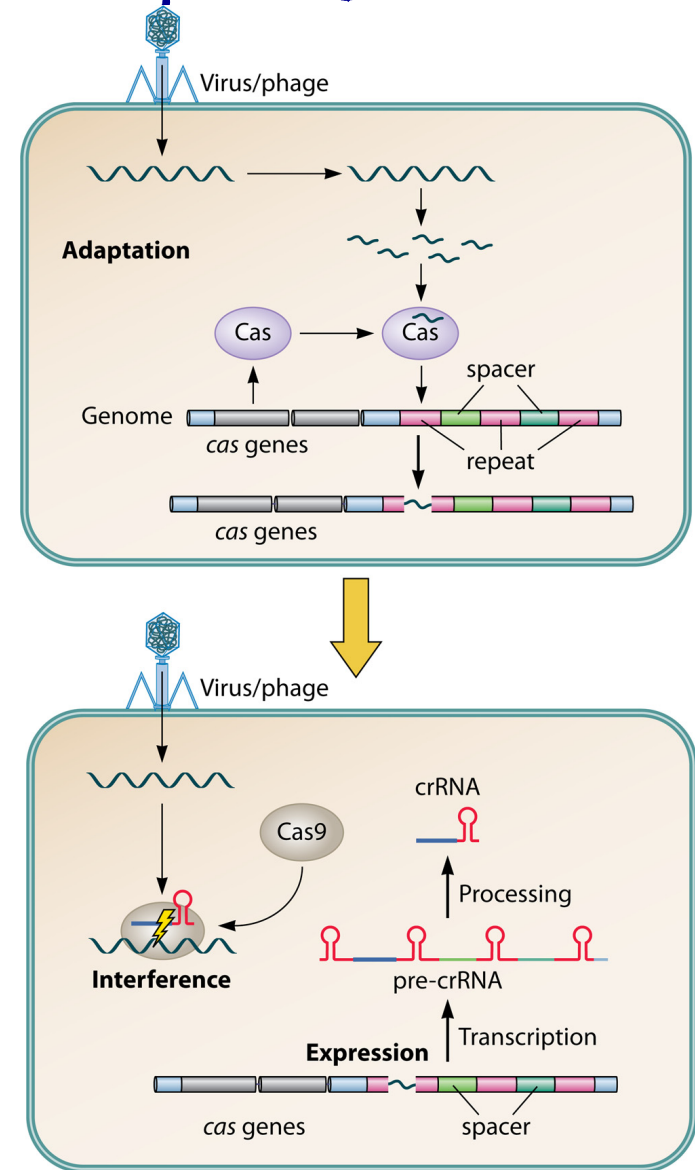 Virus/phage
Adaptation
Cas
Cas
spacer
Genome
cas genes
repeat
cas genes
Virus/phage
crRNA
Cas9
Processing
Interference
pre-crRNA
Transcription
Expression
cas genes
spacer